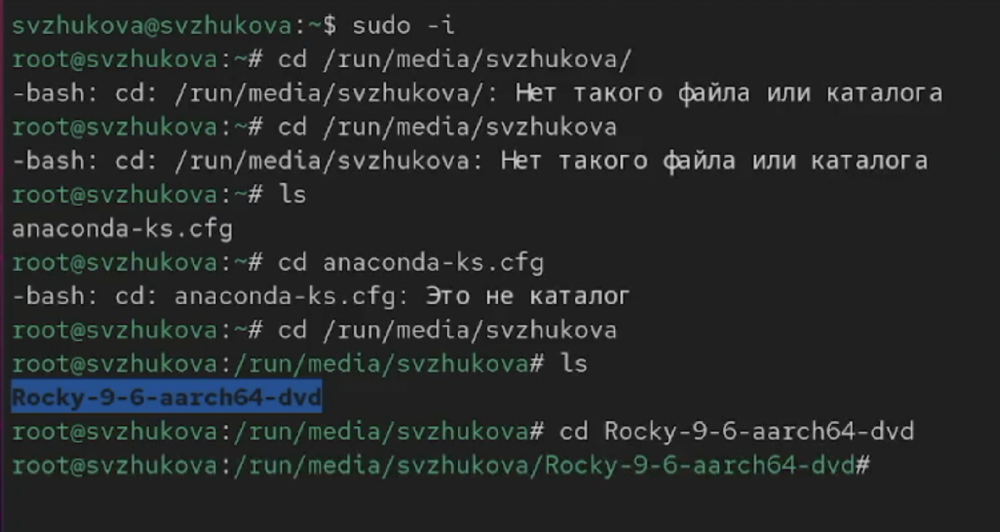 svzhukova@svzhukova:~$ sudo -i
root@svzhukova:~# cd /run/media/svzhukova/
-bash: cd: /run/media/svzhukova/: Нет такого файла или каталога
root@svzhukova:~# cd /run/media/svzhukova
-bash: cd: /run/media/svzhukova: Нет такого файла или каталога
root@svzhukova:~# ls
anaconda-ks.cfg
root@svzhukova:~# cd anaconda-ks.cfg
-bash: cd: anaconda-ks.cfg: Это не каталог
root@svzhukova:~# cd /run/media/svzhukova
root@svzhukova:/run/media/svzhukova# ls
Rocky-9-6-aarch64-dvd
root@svzhukova:/run/media/svzhukova# cd Rocky-9-6-aarch64-dvd
root@svzhukova:/run/media/svzhukova/Rocky-9-6-aarch64-dvd#